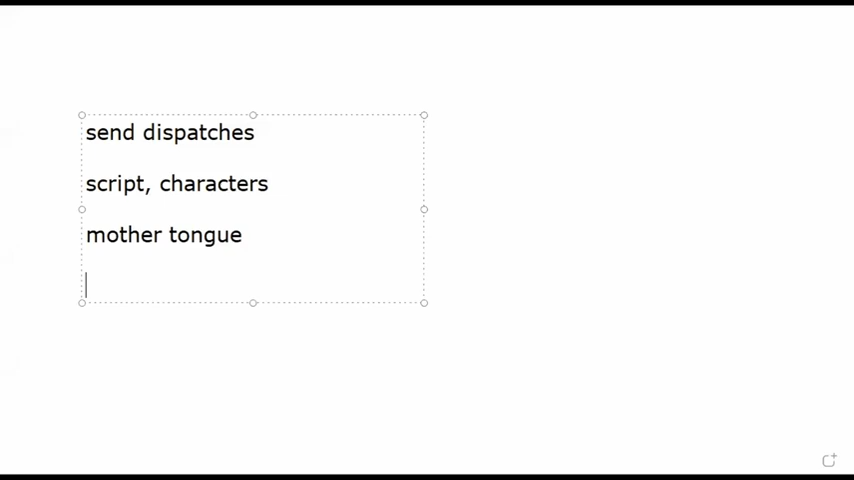 send dispatches
script, characters
mother tongue